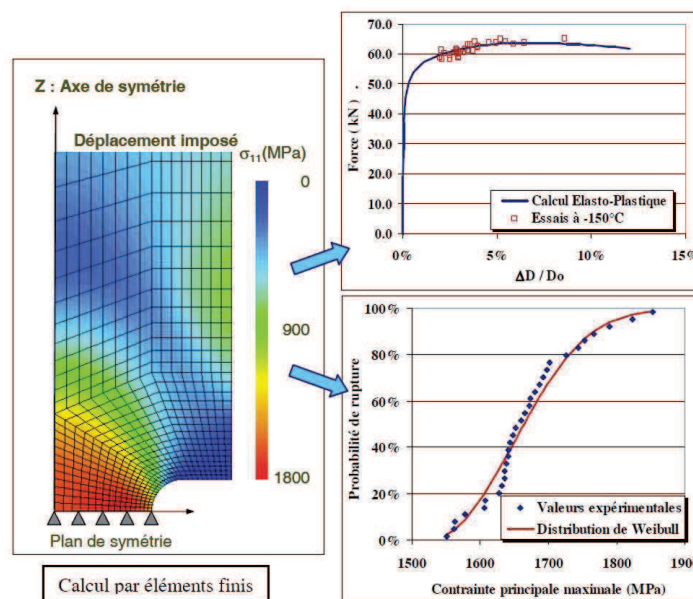 Z : Axe de symétrie
Déplacement imposé
σ11(MPa)
0
900
1800
Plan de symétrie
Calcul par éléments finis
Force ( kN )
70.0
60.0
50.0
40.0
30.0
20.0
10.0
0.0
0%
5%
10%
15%
Calcul Elasto-Plastique
Essais à -150°C
ΔD / Do
Probabilité de rupture
100%
80%
60%
40%
20%
0%
1500
1600
1700
1800
1900
Valeurs expérimentales
Distribution de Weibull
Contrainte principale maximale (MPa)